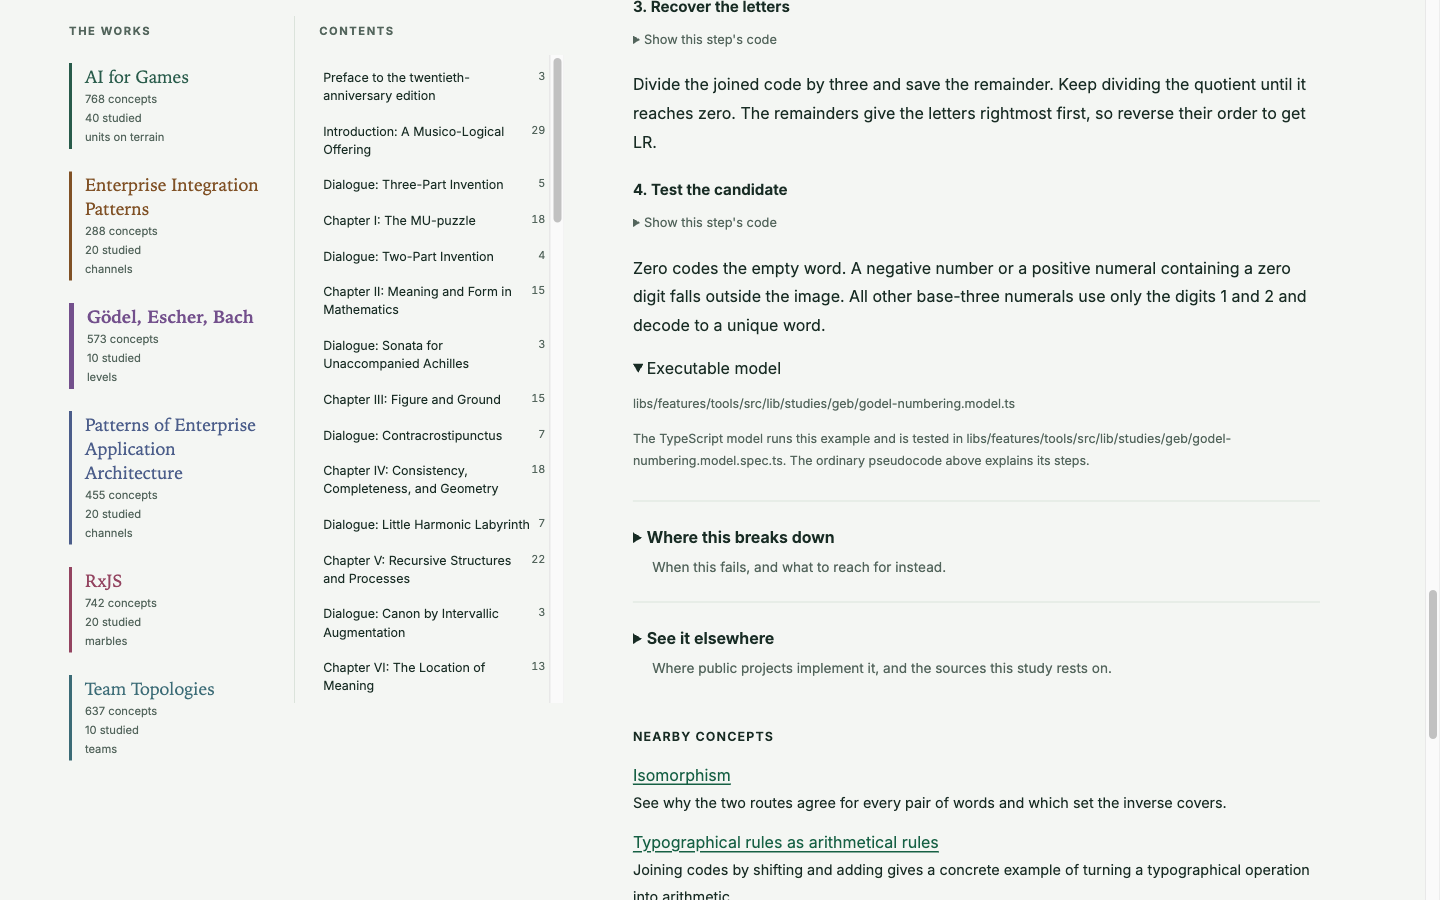 THE WORKS
AI for Games
768 concepts
40 studied
units on terrain
Enterprise Integration
Patterns
288 concepts
20 studied
channels
Gödel, Escher, Bach
573 concepts
10 studied
levels
Patterns of Enterprise
Application
Architecture
455 concepts
20 studied
channels
RxJS
742 concepts
20 studied
marbles
Team Topologies
637 concepts
10 studied
teams
CONTENTS
Preface to the twentieth- 3
anniversary edition
Introduction: A Musico-Logical 29
Offering
Dialogue: Three-Part Invention 5
Chapter I: The MU-puzzle 18
Dialogue: Two-Part Invention 4
Chapter II: Meaning and Form in 15
Mathematics
Dialogue: Sonata for 3
Unaccompanied Achilles
Chapter III: Figure and Ground 15
Dialogue: Contracrostipunctus 7
Chapter IV: Consistency, 18
Completeness, and Geometry
Dialogue: Little Harmonic Labyrinth 7
Chapter V: Recursive Structures 22
and Processes
Dialogue: Canon by Intervallic 3
Augmentation
Chapter VI: The Location of 13
Meaning
3. Recover the letters
Show this step's code
Divide the joined code by three and save the remainder. Keep dividing the quotient until it
reaches zero. The remainders give the letters rightmost first, so reverse their order to get
LR.
4. Test the candidate
Show this step's code
Zero codes the empty word. A negative number or a positive numeral containing a zero
digit falls outside the image. All other base-three numerals use only the digits 1 and 2 and
decode to a unique word.
Executable model
libs/features/tools/src/lib/studies/geb/godel-numbering.model.ts
The TypeScript model runs this example and is tested in libs/features/tools/src/lib/studies/geb/godel-
numbering.model.spec.ts. The ordinary pseudocode above explains its steps.
Where this breaks down
When this fails, and what to reach for instead.
See it elsewhere
Where public projects implement it, and the sources this study rests on.
NEARBY CONCEPTS
Isomorphism
See why the two routes agree for every pair of words and which set the inverse covers.
Typographical rules as arithmetical rules
Joining codes by shifting and adding gives a concrete example of turning a typographical operation
into arithmetic.